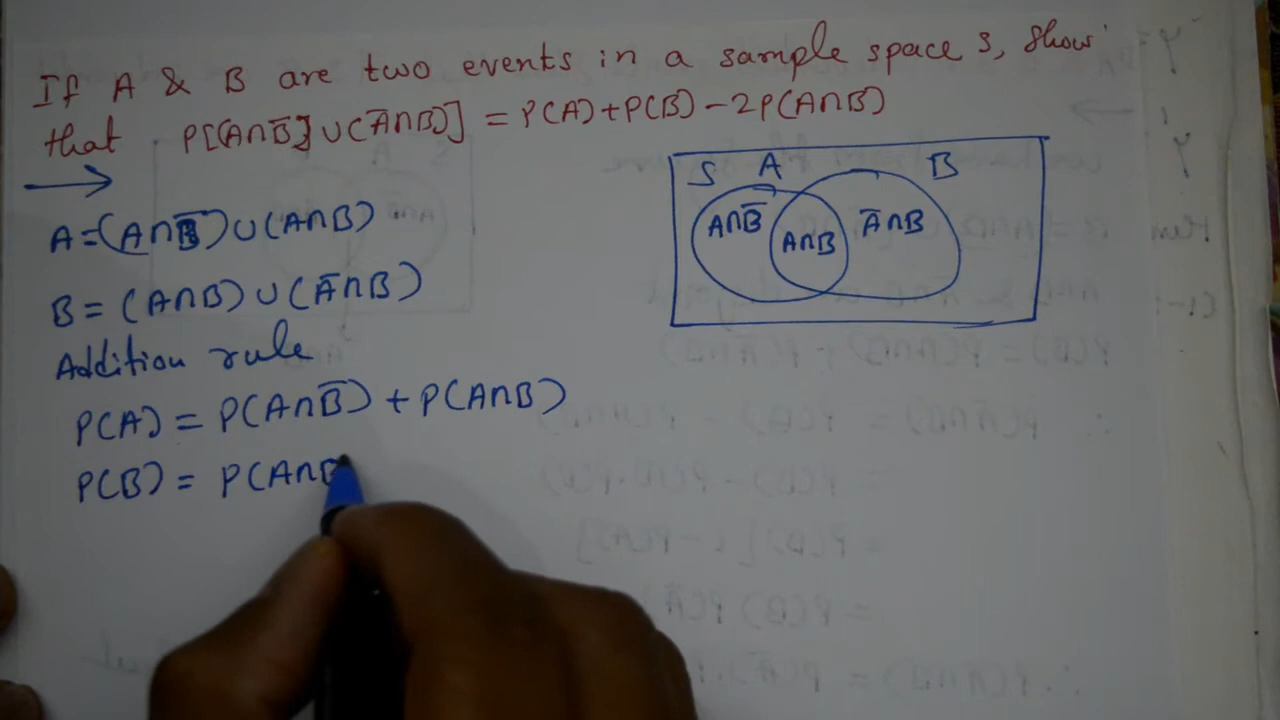 If A & B are two events in a sample space S, show
that P[(A∩B̅] ∪ (A̅∩B)] = P(A)+P(B)-2P(A∩B)
S A B
A∩B̅ A∩B A̅∩B
A=(A∩B̅)∪(A∩B)
B=(A∩B)∪(A̅∩B)
Addition rule
P(A) = P(A∩B̅)+P(A∩B)
P(B) = P(A∩B